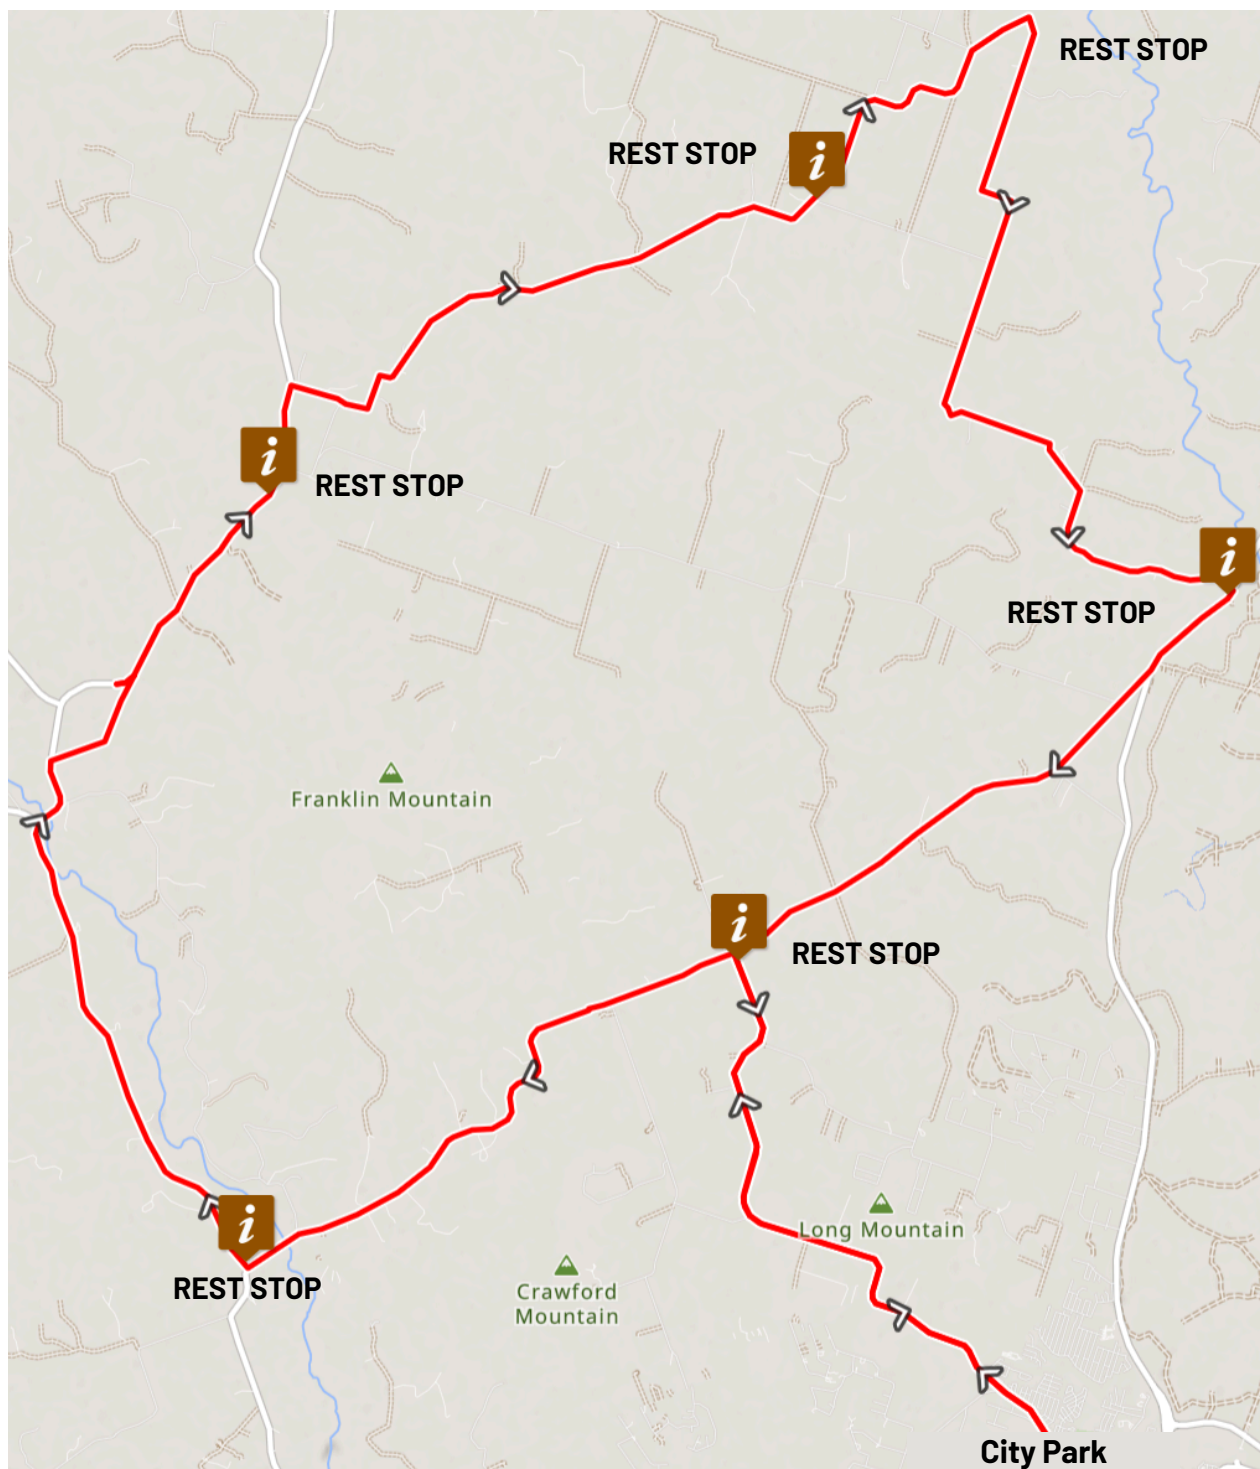 REST STOP
REST STOP
i
i
REST STOP
i
REST STOP
Franklin Mountain
i
REST STOP
i
REST STOP
Long Mountain
Crawford
Mountain
City Park